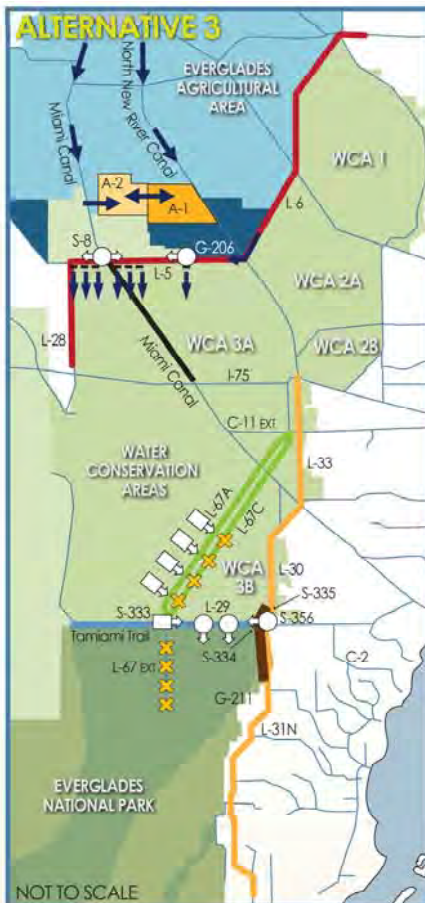 ALTERNATIVE 3
North New River Canal
EVERGLADES
AGRICULTURAL
AREA
Miami Canal
WCA 1
A-2
A-1
L-6
S-8
G-206
L-5
WCA 2A
L-28
WCA 3A
WCA 2B
Miami Canal
I-75
C-11 EXT.
WATER
CONSERVATION
AREAS
L-33
L-67A
L-67C
WCA
3B
L-30
S-335
S-333
L-29
S-356
Tamiami Trail
S-334
L-67 EXT
C-2
G-211
L-31N
EVERGLADES
NATIONAL PARK
NOT TO SCALE